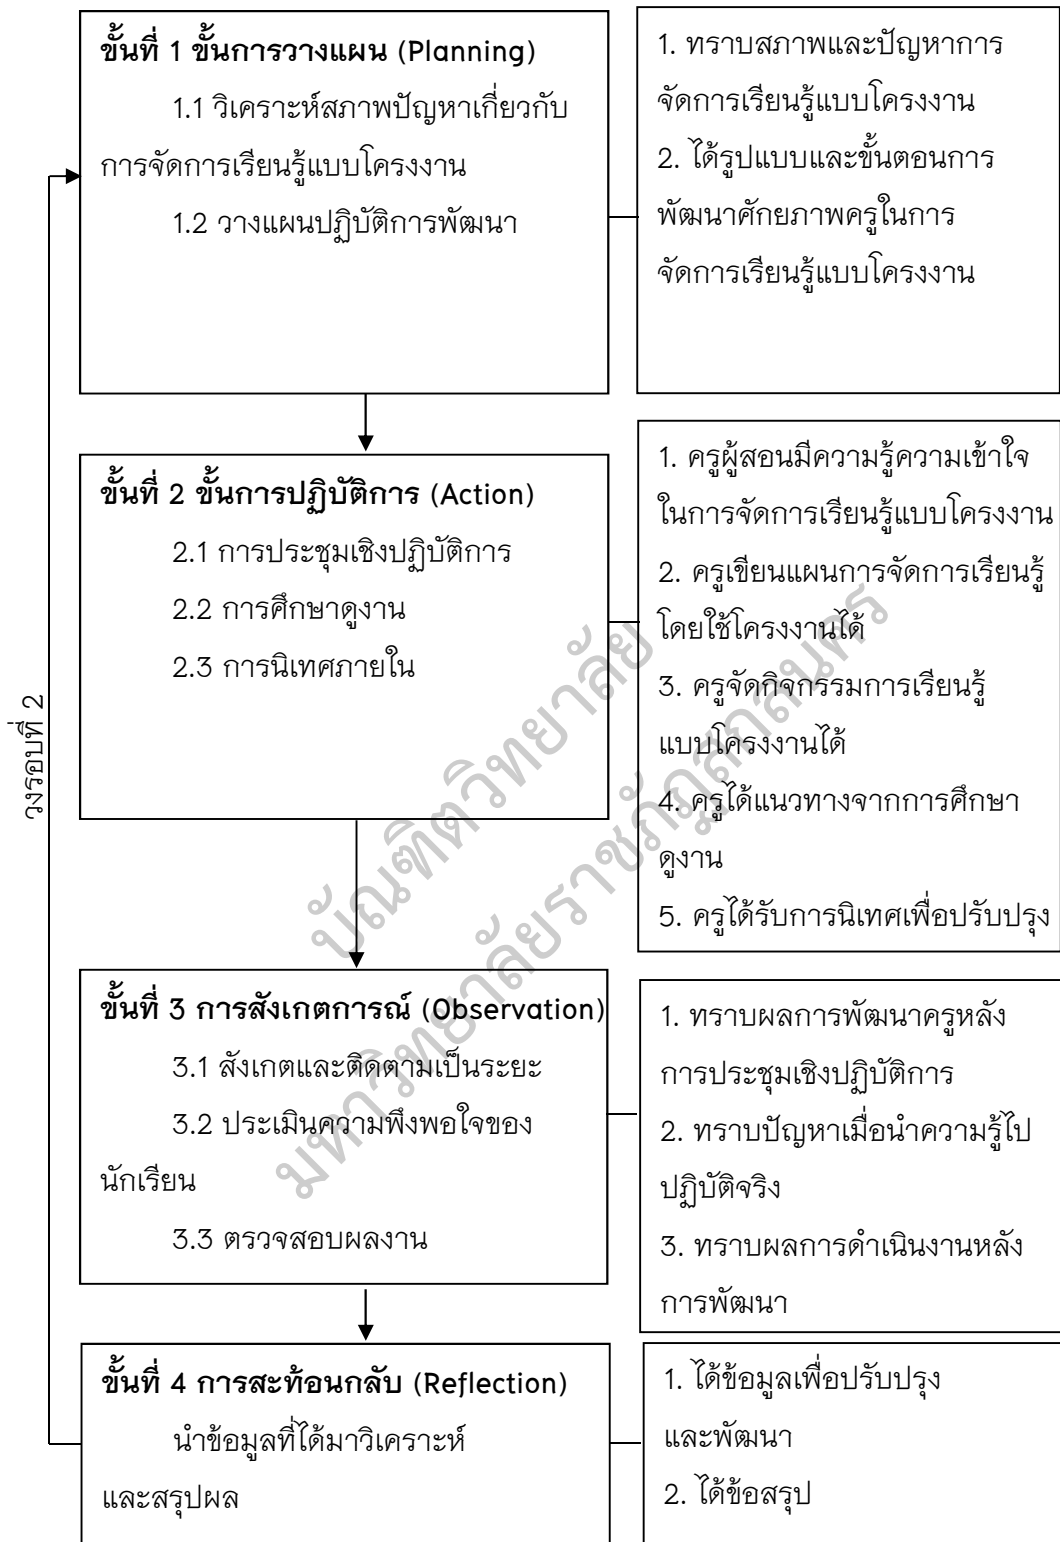 ขั้นที่ 1 ขั้นการวางแผน (Planning)
1.1 วิเคราะห์สภาพปัญหาเกี่ยวกับ
การจัดการเรียนรู้แบบโครงงาน
1.2 วางแผนปฏิบัติการพัฒนา
1. ทราบสภาพและปัญหาการ
จัดการเรียนรู้แบบโครงงาน
2. ได้รูปแบบและขั้นตอนการ
พัฒนาศักยภาพครูในการ
จัดการเรียนรู้แบบโครงงาน
ขั้นที่ 2 ขั้นการปฏิบัติการ (Action)
2.1 การประชุมเชิงปฏิบัติการ
2.2 การศึกษาดูงาน
2.3 การนิเทศภายใน
1. ครูผู้สอนมีความรู้ความเข้าใจ
ในการจัดการเรียนรู้แบบโครงงาน
2. ครูเขียนแผนการจัดการเรียนรู้
โดยใช้โครงงานได้
3. ครูจัดกิจกรรมการเรียนรู้
แบบโครงงานได้
4. ครูได้แนวทางจากการศึกษา
ดูงาน
5. ครูได้รับการนิเทศเพื่อปรับปรุง
วงรอบที่ 2
ขั้นที่ 3 การสังเกตการณ์ (Observation)
3.1 สังเกตและติดตามเป็นระยะ
3.2 ประเมินความพึงพอใจของ
นักเรียน
3.3 ตรวจสอบผลงาน
1. ทราบผลการพัฒนาครูหลัง
การประชุมเชิงปฏิบัติการ
2. ทราบปัญหาเมื่อนำความรู้ไป
ปฏิบัติจริง
3. ทราบผลการดำเนินงานหลัง
การพัฒนา
ขั้นที่ 4 การสะท้อนกลับ (Reflection)
นำข้อมูลที่ได้มาวิเคราะห์
และสรุปผล
1. ได้ข้อมูลเพื่อปรับปรุง
และพัฒนา
2. ได้ข้อสรุป
บัณฑิตวิทยาลัย
มหาวิทยาลัยราชภัฏสกลนคร